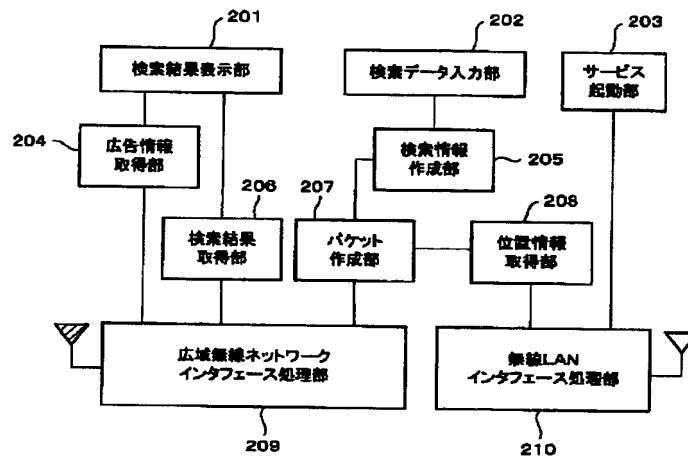 201
202
203
検索結果表示部
検索データ入力部
サービス
起動部
204
広告情報
取得部
検索情報
作成部
205
206
207
208
検索結果
取得部
パケット
作成部
位置情報
取得部
広域無線ネットワーク
インタフェース処理部
無線LAN
インタフェース処理部
209
210